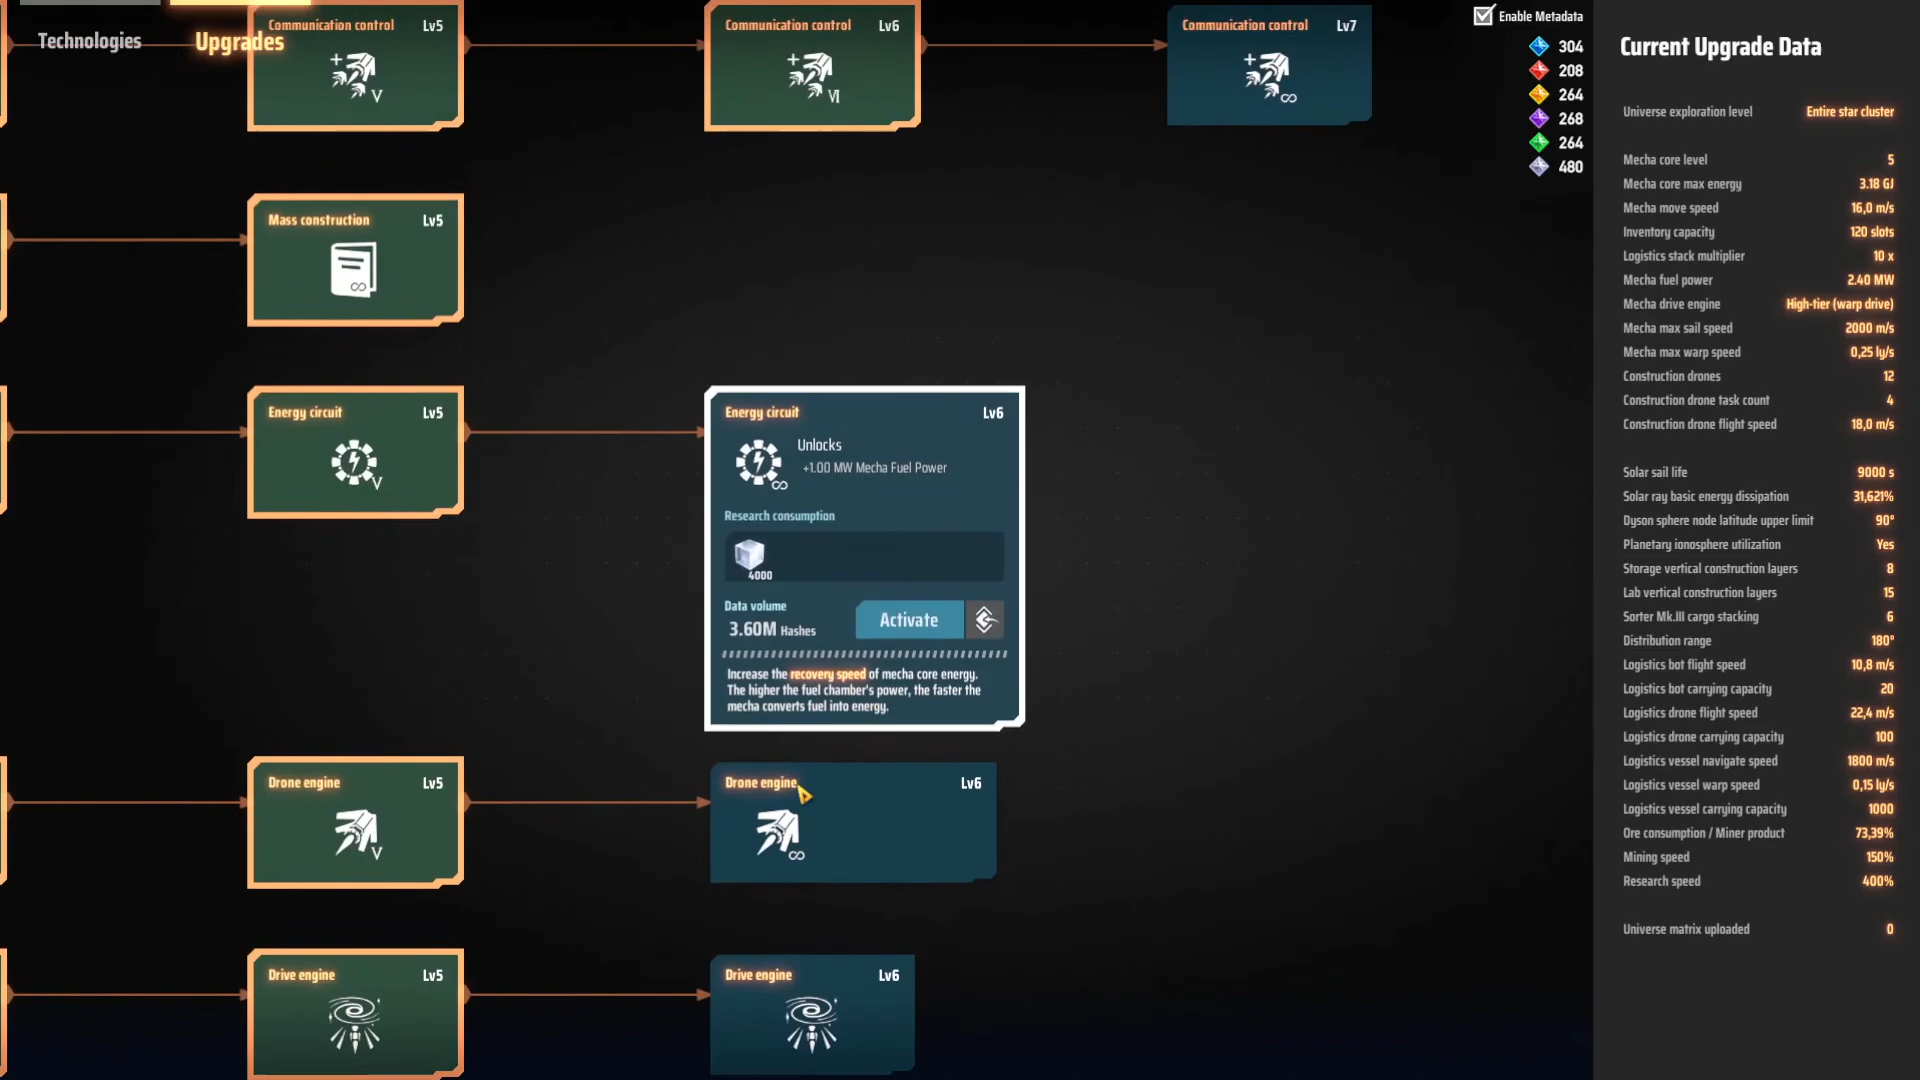 Technologies
Upgrades
Communication control Lv5
V
Communication control Lv6
VI
Communication control Lv7
∞
Mass construction Lv5
∞
Energy circuit Lv5
V
Energy circuit Lv6
Unlocks
+1.00 MW Mecha Fuel Power
∞
Research consumption
4000
Data volume
3.60M Hashes
Activate
Increase the recovery speed of mecha core energy.
The higher the fuel chamber's power, the faster the
mecha converts fuel into energy.
Drone engine Lv5
V
Drone engine Lv6
∞
Drive engine Lv5
Drive engine Lv6
Enable Metadata
304
208
264
268
264
480
Current Upgrade Data
Universe exploration level Entire star cluster
Mecha core level 5
Mecha core max energy 3.18 GJ
Mecha move speed 16,0 m/s
Inventory capacity 120 slots
Logistics stack multiplier 10 x
Mecha fuel power 2.40 MW
Mecha drive engine High-tier (warp drive)
Mecha max sail speed 2000 m/s
Mecha max warp speed 0,25 ly/s
Construction drones 12
Construction drone task count 4
Construction drone flight speed 18,0 m/s
Solar sail life 9000 s
Solar ray basic energy dissipation 31,621%
Dyson sphere node latitude upper limit 90°
Planetary ionosphere utilization Yes
Storage vertical construction layers 8
Lab vertical construction layers 15
Sorter Mk.III cargo stacking 6
Distribution range 180°
Logistics bot flight speed 10,8 m/s
Logistics bot carrying capacity 20
Logistics drone flight speed 22,4 m/s
Logistics drone carrying capacity 100
Logistics vessel navigate speed 1800 m/s
Logistics vessel warp speed 0,15 ly/s
Logistics vessel carrying capacity 1000
Ore consumption / Miner product 73,39%
Mining speed 150%
Research speed 400%
Universe matrix uploaded 0